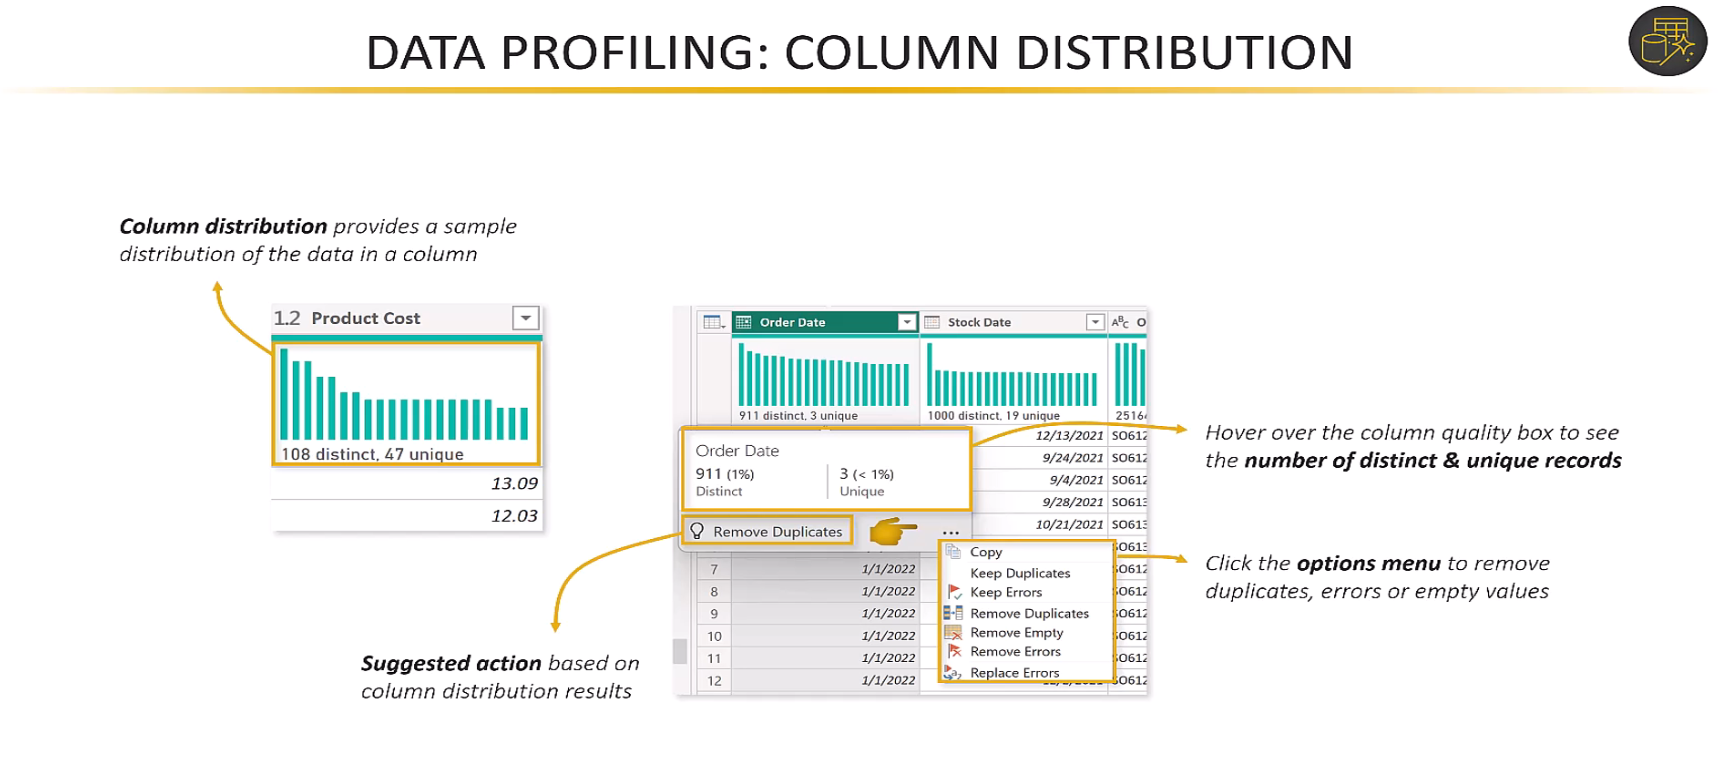 DATA PROFILING: COLUMN DISTRIBUTION
Column distribution provides a sample
distribution of the data in a column
1.2 Product Cost
108 distinct, 47 unique
13.09
12.03
Order Date
Stock Date
ABC O
911 distinct, 3 unique
1000 distinct, 19 unique
2516
12/13/2021 SO612
9/24/2021 SO612
9/4/2021 SO612
9/28/2021 SO613
10/21/2021 SO613
SO613
Order Date
911 (1%)
Distinct
3 (< 1%)
Unique
Remove Duplicates
...
Copy
Keep Duplicates
Keep Errors
Remove Duplicates
Remove Empty
Remove Errors
Replace Errors
7 1/1/2022 SO612
8 1/1/2022 SO612
9 1/1/2022 SO612
10 1/1/2022 SO612
11 1/1/2022 SO612
12 1/1/2022 SO612
Hover over the column quality box to see
the number of distinct & unique records
Click the options menu to remove
duplicates, errors or empty values
Suggested action based on
column distribution results